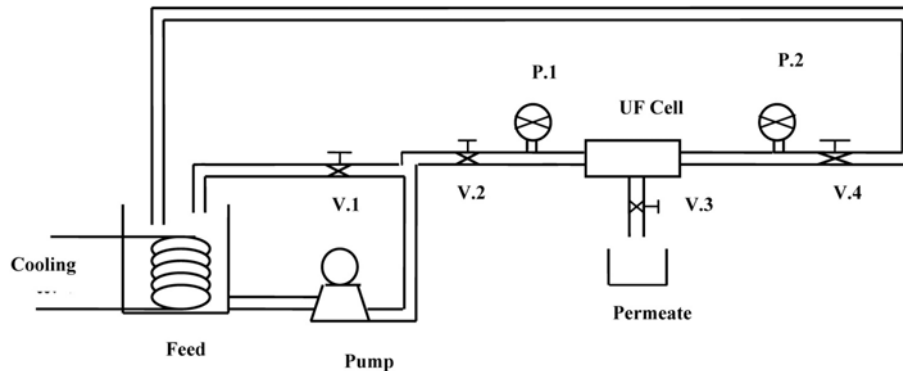 P.1
P.2
UF Cell
V.1
V.2
V.3
V.4
Cooling
Feed
Pump
Permeate